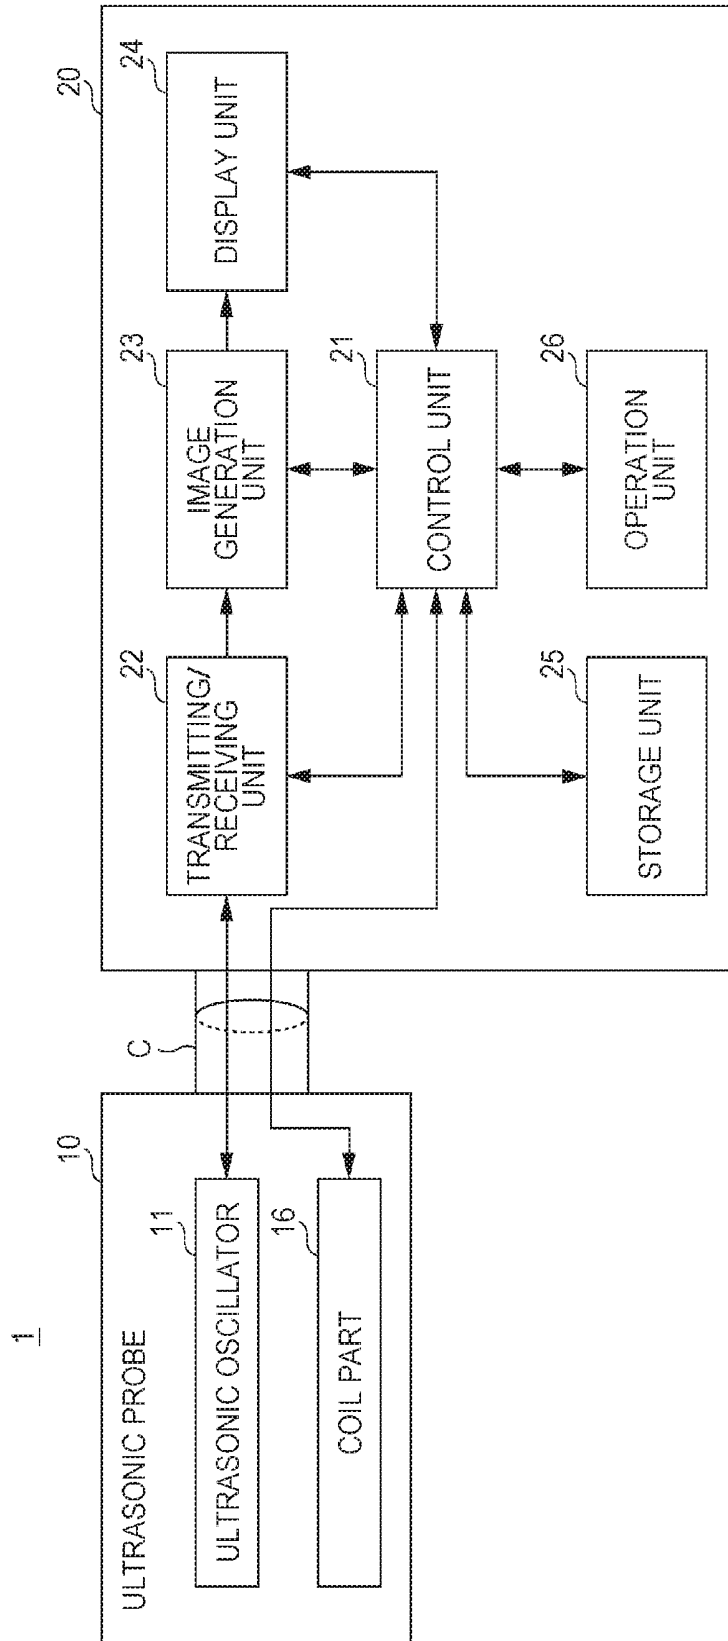 1
10
ULTRASONIC PROBE
11
ULTRASONIC OSCILLATOR
16
COIL PART
C
20
22
TRANSMITTING/
RECEIVING
UNIT
23
IMAGE
GENERATION
UNIT
24
DISPLAY UNIT
21
CONTROL UNIT
25
STORAGE UNIT
26
OPERATION
UNIT